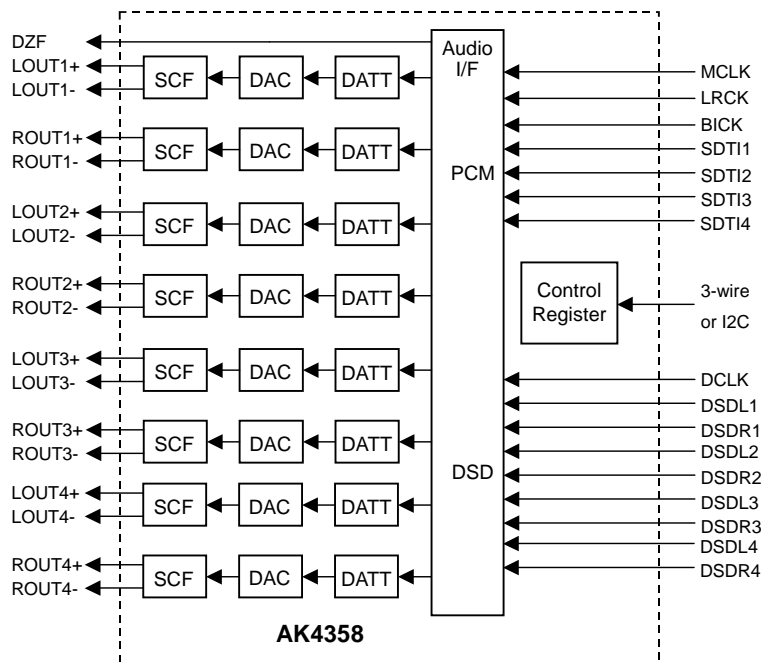 DZF
LOUT1+
LOUT1-
SCF
DAC
DATT
ROUT1+
ROUT1-
SCF
DAC
DATT
LOUT2+
LOUT2-
SCF
DAC
DATT
ROUT2+
ROUT2-
SCF
DAC
DATT
LOUT3+
LOUT3-
SCF
DAC
DATT
ROUT3+
ROUT3-
SCF
DAC
DATT
LOUT4+
LOUT4-
SCF
DAC
DATT
ROUT4+
ROUT4-
SCF
DAC
DATT
Audio
I/F
PCM
DSD
MCLK
LRCK
BICK
SDTI1
SDTI2
SDTI3
SDTI4
Control
Register
3-wire
or I2C
DCLK
DSDL1
DSDR1
DSDL2
DSDR2
DSDL3
DSDR3
DSDL4
DSDR4
AK4358